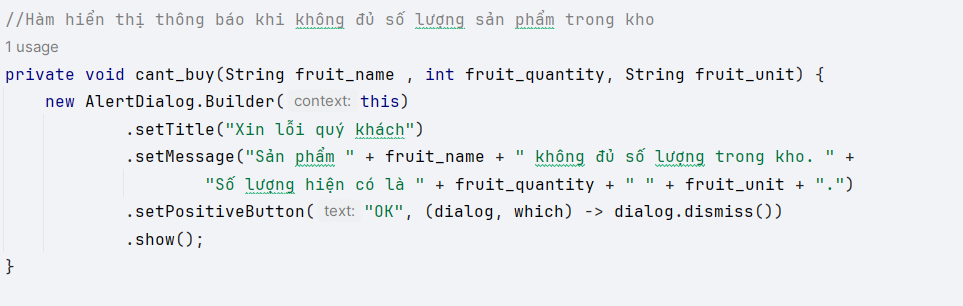 //Hàm hiển thị thông báo khi không đủ số lượng sản phẩm trong kho
1 usage
private void cant_buy(String fruit_name , int fruit_quantity, String fruit_unit) {
new AlertDialog.Builder( context: this)
.setTitle("Xin lỗi quý khách")
.setMessage("Sản phẩm " + fruit_name + " không đủ số lượng trong kho. " +
"Số lượng hiện có là " + fruit_quantity + " " + fruit_unit + ".")
.setPositiveButton( text: "OK", (dialog, which) -> dialog.dismiss())
.show();
}